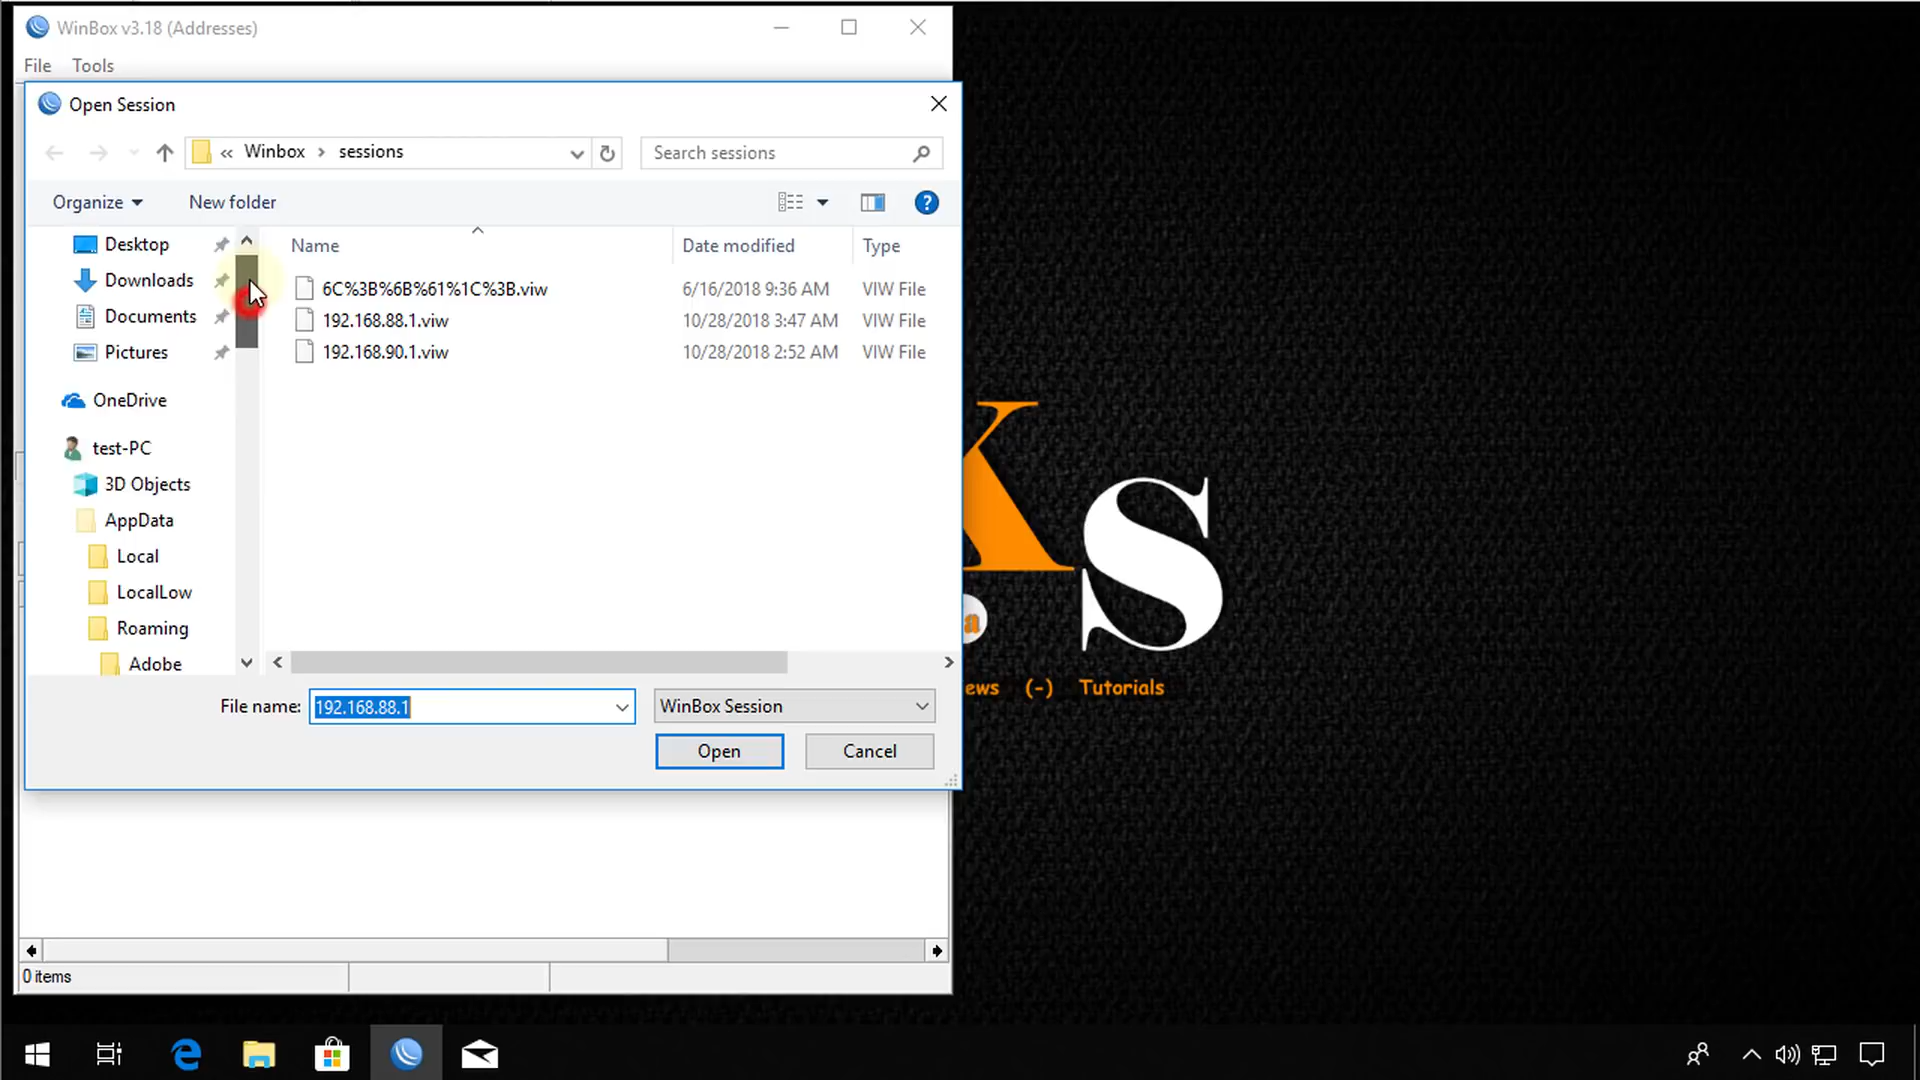 WinBox v3.18 (Addresses)
File Tools
Open Session
« Winbox › sessions
Search sessions
Organize New folder
Name Date modified Type
6C%3B%6B%61%1C%3B.viw 6/16/2018 9:36 AM VIW File
192.168.88.1.viw 10/28/2018 3:47 AM VIW File
192.168.90.1.viw 10/28/2018 2:52 AM VIW File
Desktop
Downloads
Documents
Pictures
OneDrive
test-PC
3D Objects
AppData
Local
LocalLow
Roaming
Adobe
File name: 192.168.88.1 WinBox Session
Open Cancel
0 items
XS
a
ews (-) Tutorials